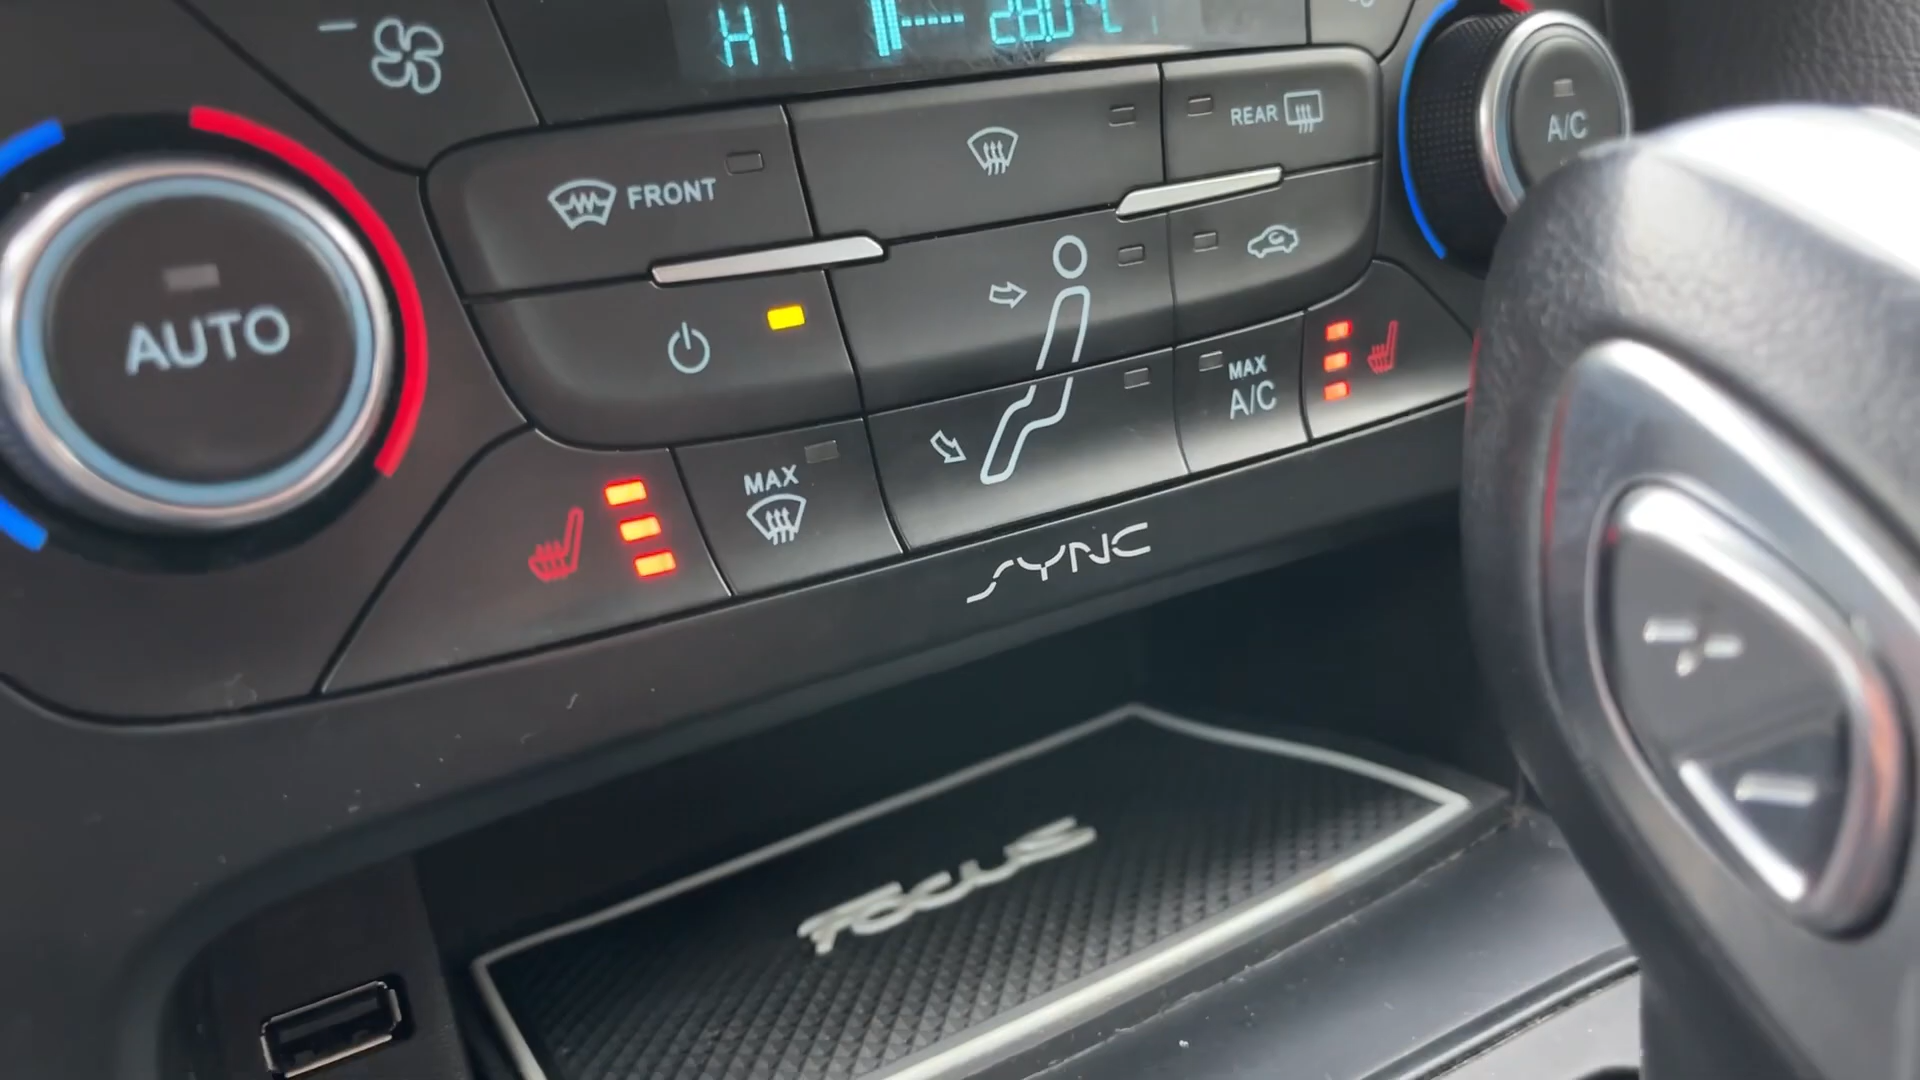 HI 28.0°C
A/C
REAR
FRONT
AUTO
MAX
A/C
MAX
SYNC
FOCUS